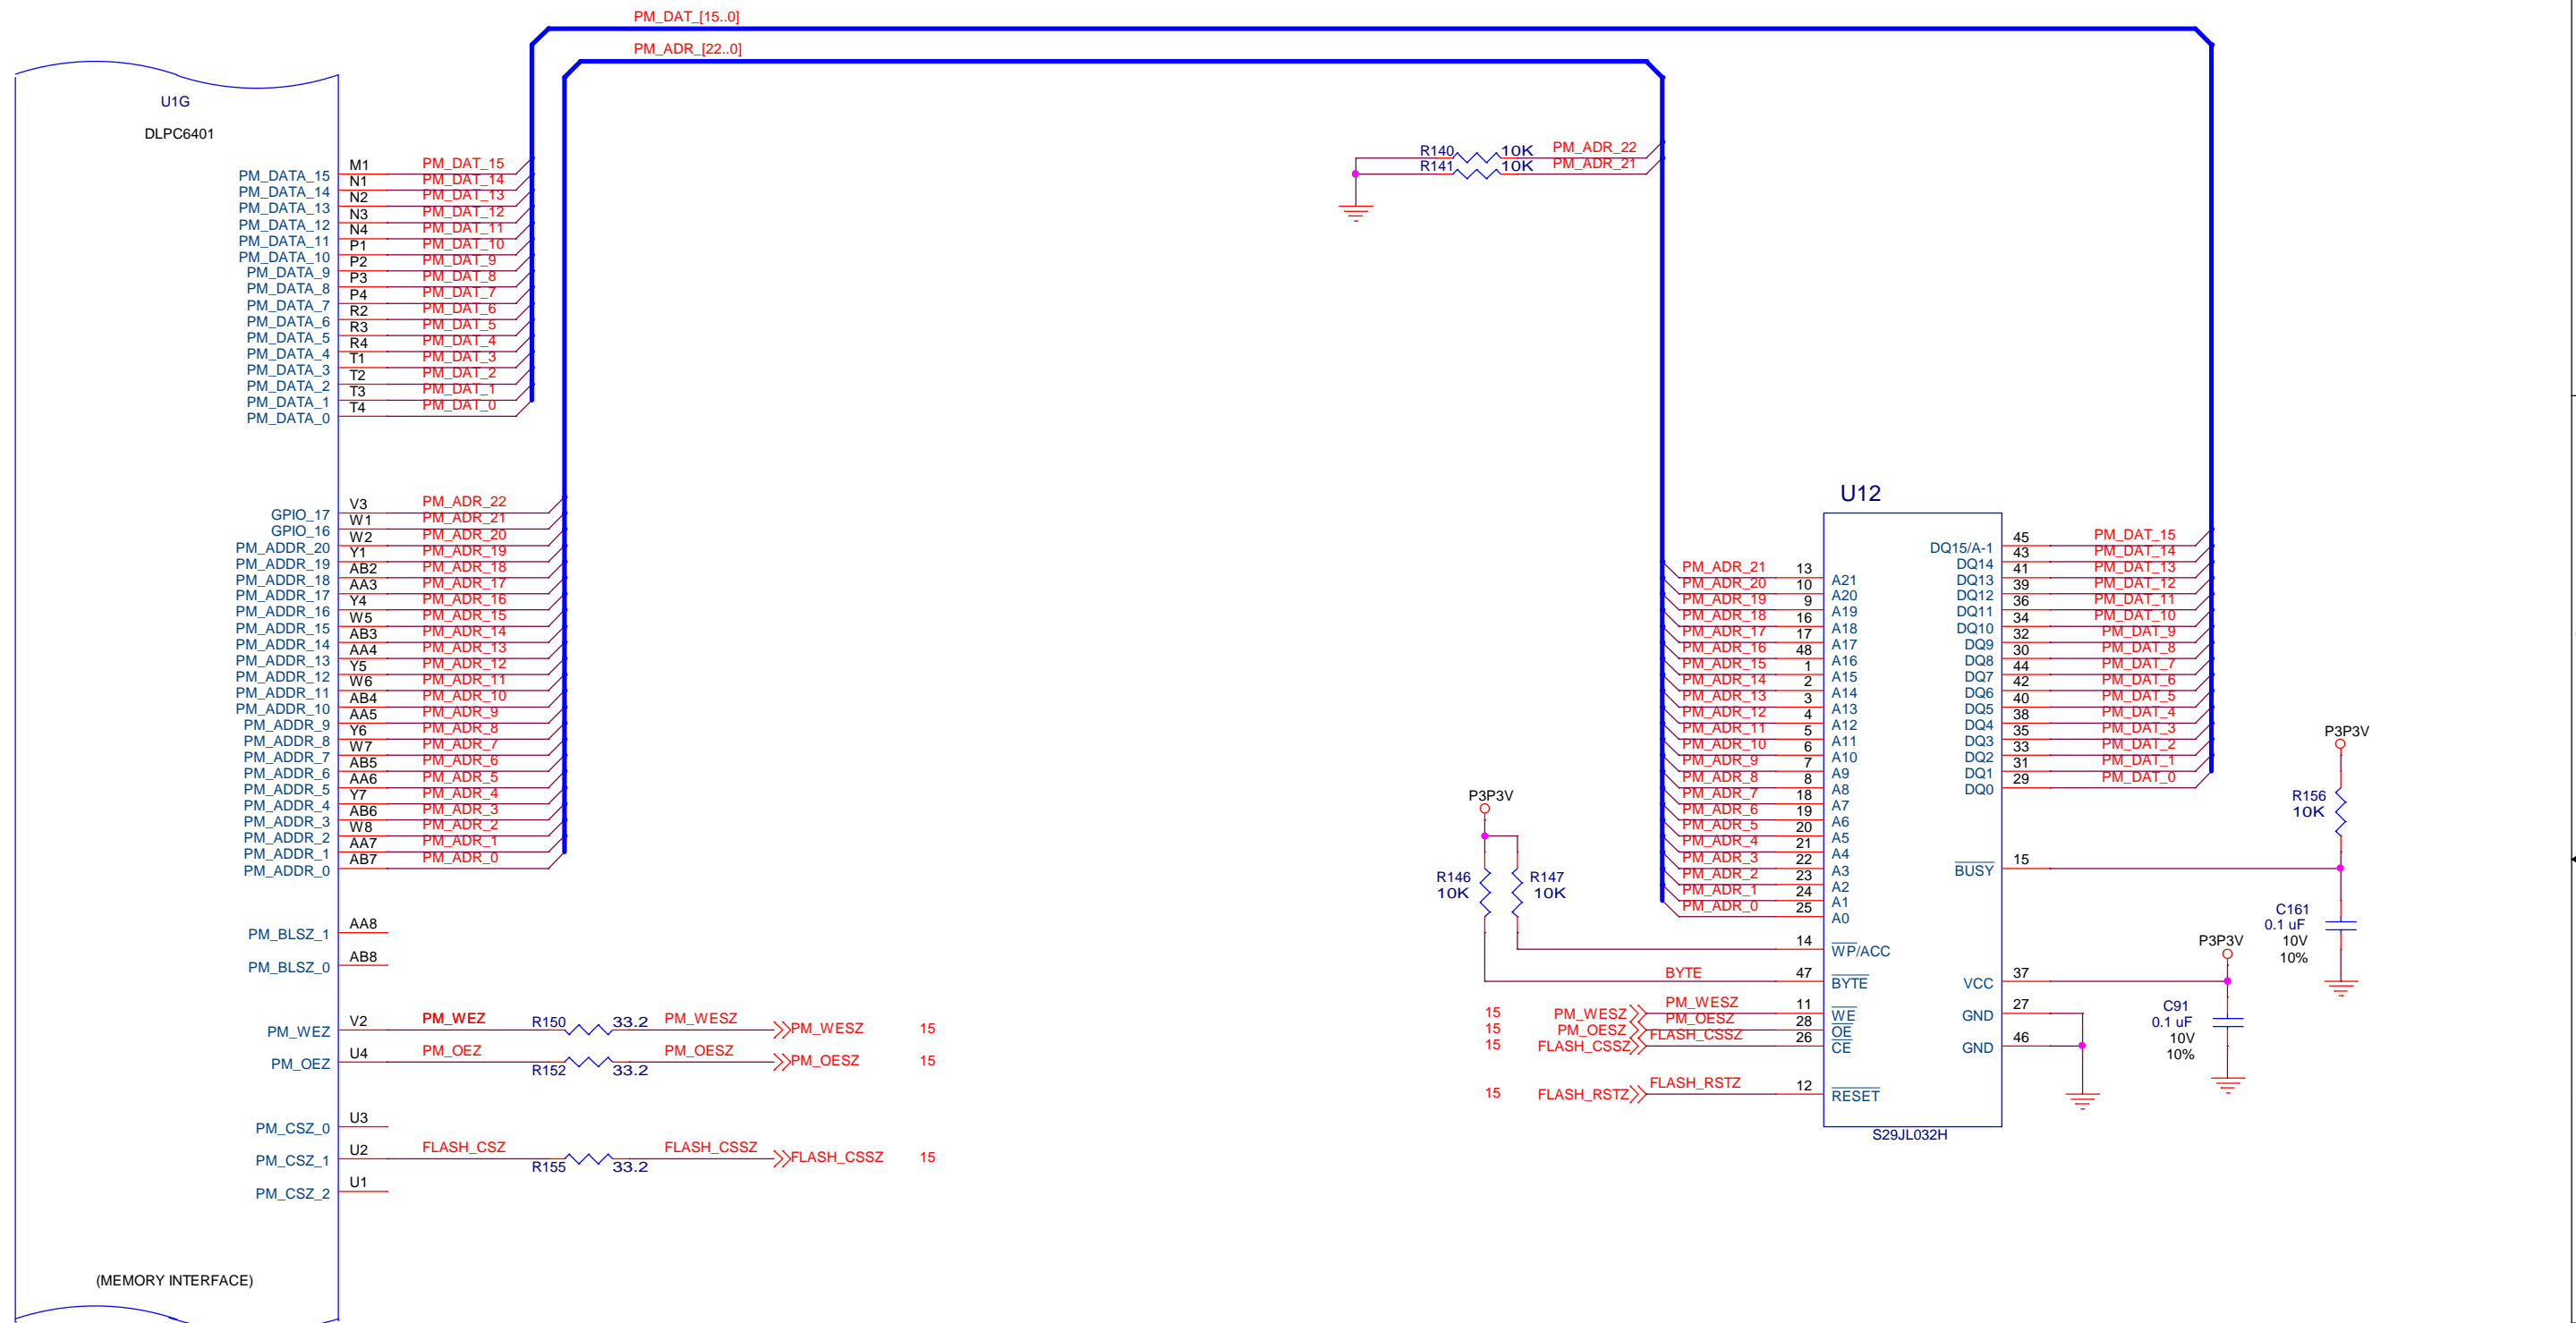 PM_DAT_[15..0]
PM_ADR_[22..0]
U1G
DLPC6401
PM_DATA_15 M1 PM_DAT_15
PM_DATA_14 N1 PM_DAT_14
PM_DATA_13 N2 PM_DAT_13
PM_DATA_12 N3 PM_DAT_12
PM_DATA_11 N4 PM_DAT_11
PM_DATA_10 P1 PM_DAT_10
PM_DATA_9 P2 PM_DAT_9
PM_DATA_8 P3 PM_DAT_8
PM_DATA_7 P4 PM_DAT_7
PM_DATA_6 R2 PM_DAT_6
PM_DATA_5 R3 PM_DAT_5
PM_DATA_4 R4 PM_DAT_4
PM_DATA_3 T1 PM_DAT_3
PM_DATA_2 T2 PM_DAT_2
PM_DATA_1 T3 PM_DAT_1
PM_DATA_0 T4 PM_DAT_0
GPIO_17 V3 PM_ADR_22
GPIO_16 W1 PM_ADR_21
PM_ADDR_20 W2 PM_ADR_20
PM_ADDR_19 Y1 PM_ADR_19
PM_ADDR_18 AB2 PM_ADR_18
PM_ADDR_17 AA3 PM_ADR_17
PM_ADDR_16 Y4 PM_ADR_16
PM_ADDR_15 W5 PM_ADR_15
PM_ADDR_14 AB3 PM_ADR_14
PM_ADDR_13 AA4 PM_ADR_13
PM_ADDR_12 Y5 PM_ADR_12
PM_ADDR_11 W6 PM_ADR_11
PM_ADDR_10 AB4 PM_ADR_10
PM_ADDR_9 AA5 PM_ADR_9
PM_ADDR_8 Y6 PM_ADR_8
PM_ADDR_7 W7 PM_ADR_7
PM_ADDR_6 AB5 PM_ADR_6
PM_ADDR_5 AA6 PM_ADR_5
PM_ADDR_4 Y7 PM_ADR_4
PM_ADDR_3 AB6 PM_ADR_3
PM_ADDR_2 W8 PM_ADR_2
PM_ADDR_1 AA7 PM_ADR_1
PM_ADDR_0 AB7 PM_ADR_0
PM_BLSZ_1 AA8
PM_BLSZ_0 AB8
PM_WEZ V2 PM_WEZ R150 33.2 PM_WESZ PM_WESZ 15
PM_OEZ U4 PM_OEZ R152 33.2 PM_OESZ PM_OESZ 15
PM_CSZ_0 U3
PM_CSZ_1 U2 FLASH_CSZ R155 33.2 FLASH_CSSZ FLASH_CSSZ 15
PM_CSZ_2 U1
(MEMORY INTERFACE)
R140 10K PM_ADR_22
R141 10K PM_ADR_21
U12
PM_ADR_21 13 A21
PM_ADR_20 10 A20
PM_ADR_19 9 A19
PM_ADR_18 16 A18
PM_ADR_17 17 A17
PM_ADR_16 48 A16
PM_ADR_15 1 A15
PM_ADR_14 2 A14
PM_ADR_13 3 A13
PM_ADR_12 4 A12
PM_ADR_11 5 A11
PM_ADR_10 6 A10
PM_ADR_9 7 A9
PM_ADR_8 8 A8
PM_ADR_7 18 A7
PM_ADR_6 19 A6
PM_ADR_5 20 A5
PM_ADR_4 21 A4
PM_ADR_3 22 A3
PM_ADR_2 23 A2
PM_ADR_1 24 A1
PM_ADR_0 25 A0
P3P3V
R146 10K
R147 10K
14 WP/ACC
BYTE 47 BYTE
15 PM_WESZ PM_WESZ 11 WE
15 PM_OESZ PM_OESZ 28 OE
15 FLASH_CSSZ FLASH_CSSZ 26 CE
15 FLASH_RSTZ FLASH_RSTZ 12 RESET
S29JL032H
DQ15/A-1 45 PM_DAT_15
DQ14 43 PM_DAT_14
DQ13 41 PM_DAT_13
DQ12 39 PM_DAT_12
DQ11 36 PM_DAT_11
DQ10 34 PM_DAT_10
DQ9 32 PM_DAT_9
DQ8 30 PM_DAT_8
DQ7 44 PM_DAT_7
DQ6 42 PM_DAT_6
DQ5 40 PM_DAT_5
DQ4 38 PM_DAT_4
DQ3 35 PM_DAT_3
DQ2 33 PM_DAT_2
DQ1 31 PM_DAT_1
DQ0 29 PM_DAT_0
BUSY 15
VCC 37
GND 27
GND 46
P3P3V
R156
10K
C161
0.1 uF
10V
10%
P3P3V
C91
0.1 uF
10V
10%